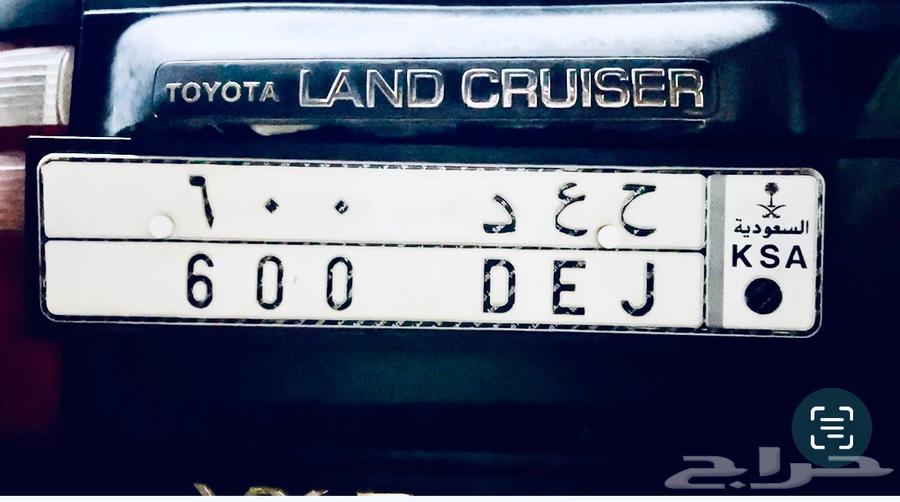 TOYOTA LAND CRUISER
٦٠٠ ح ع د
السعودية
600 DEJ
KSA
حراج